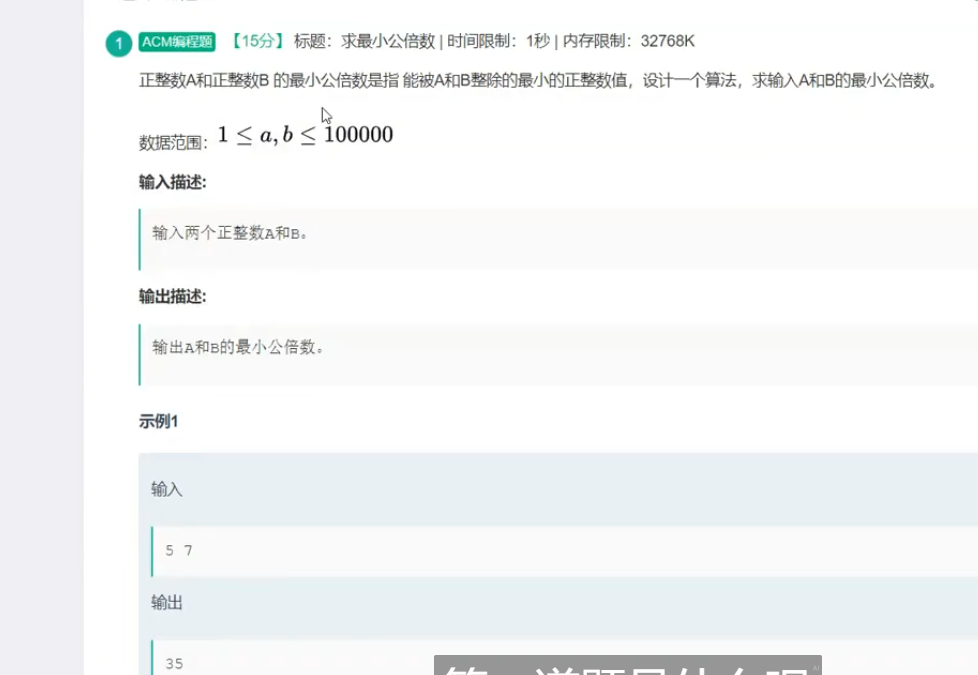 1 ACM编程题 【15分】 标题：求最小公倍数 | 时间限制：1秒 | 内存限制：32768K
正整数A和正整数B 的最小公倍数是指 能被A和B整除的最小的正整数值，设计一个算法，求输入A和B的最小公倍数。
数据范围：1 ≤ a, b ≤ 100000
输入描述:
输入两个正整数A和B。
输出描述:
输出A和B的最小公倍数。
示例1
输入
5 7
输出
35